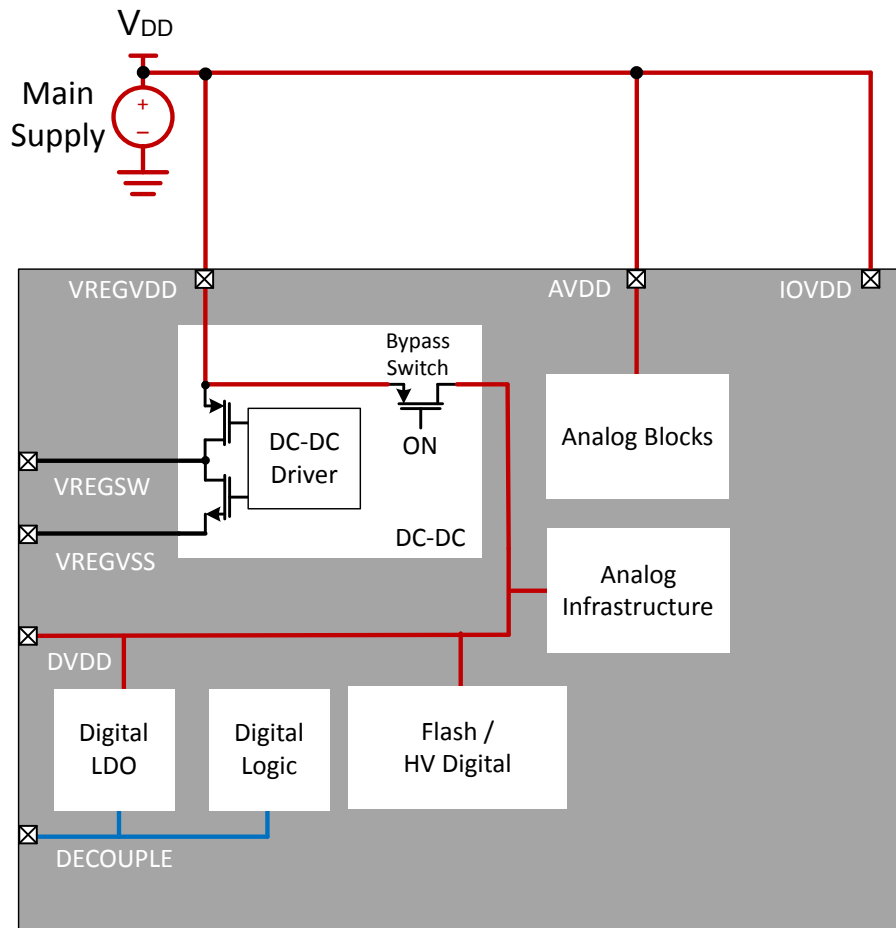 VDD
Main
Supply
+
−
VREGVDD
AVDD
IOVDD
Bypass
Switch
ON
DC-DC
Driver
DC-DC
Analog Blocks
VREGSW
VREGVSS
Analog
Infrastructure
DVDD
Digital
LDO
Digital
Logic
Flash /
HV Digital
DECOUPLE